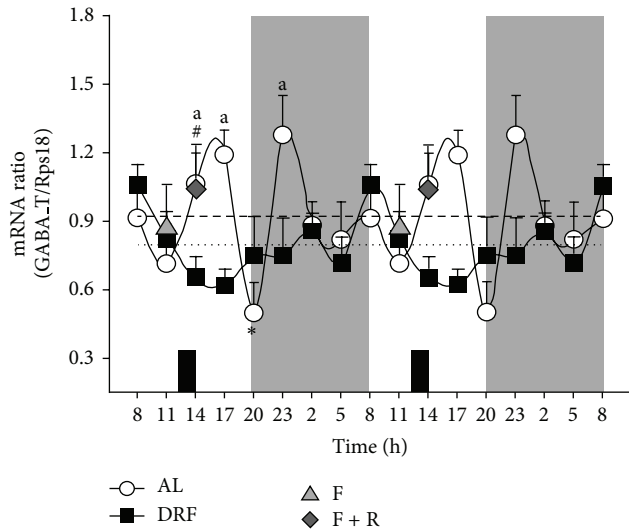 1.8
1.5
1.2
0.9
0.6
0.3
mRNA ratio
(GABA_T/Rps18)
a
#
a
a
*
8 11 14 17 20 23 2 5 8 11 14 17 20 23 2 5 8
Time (h)
AL
DRF
F
F + R